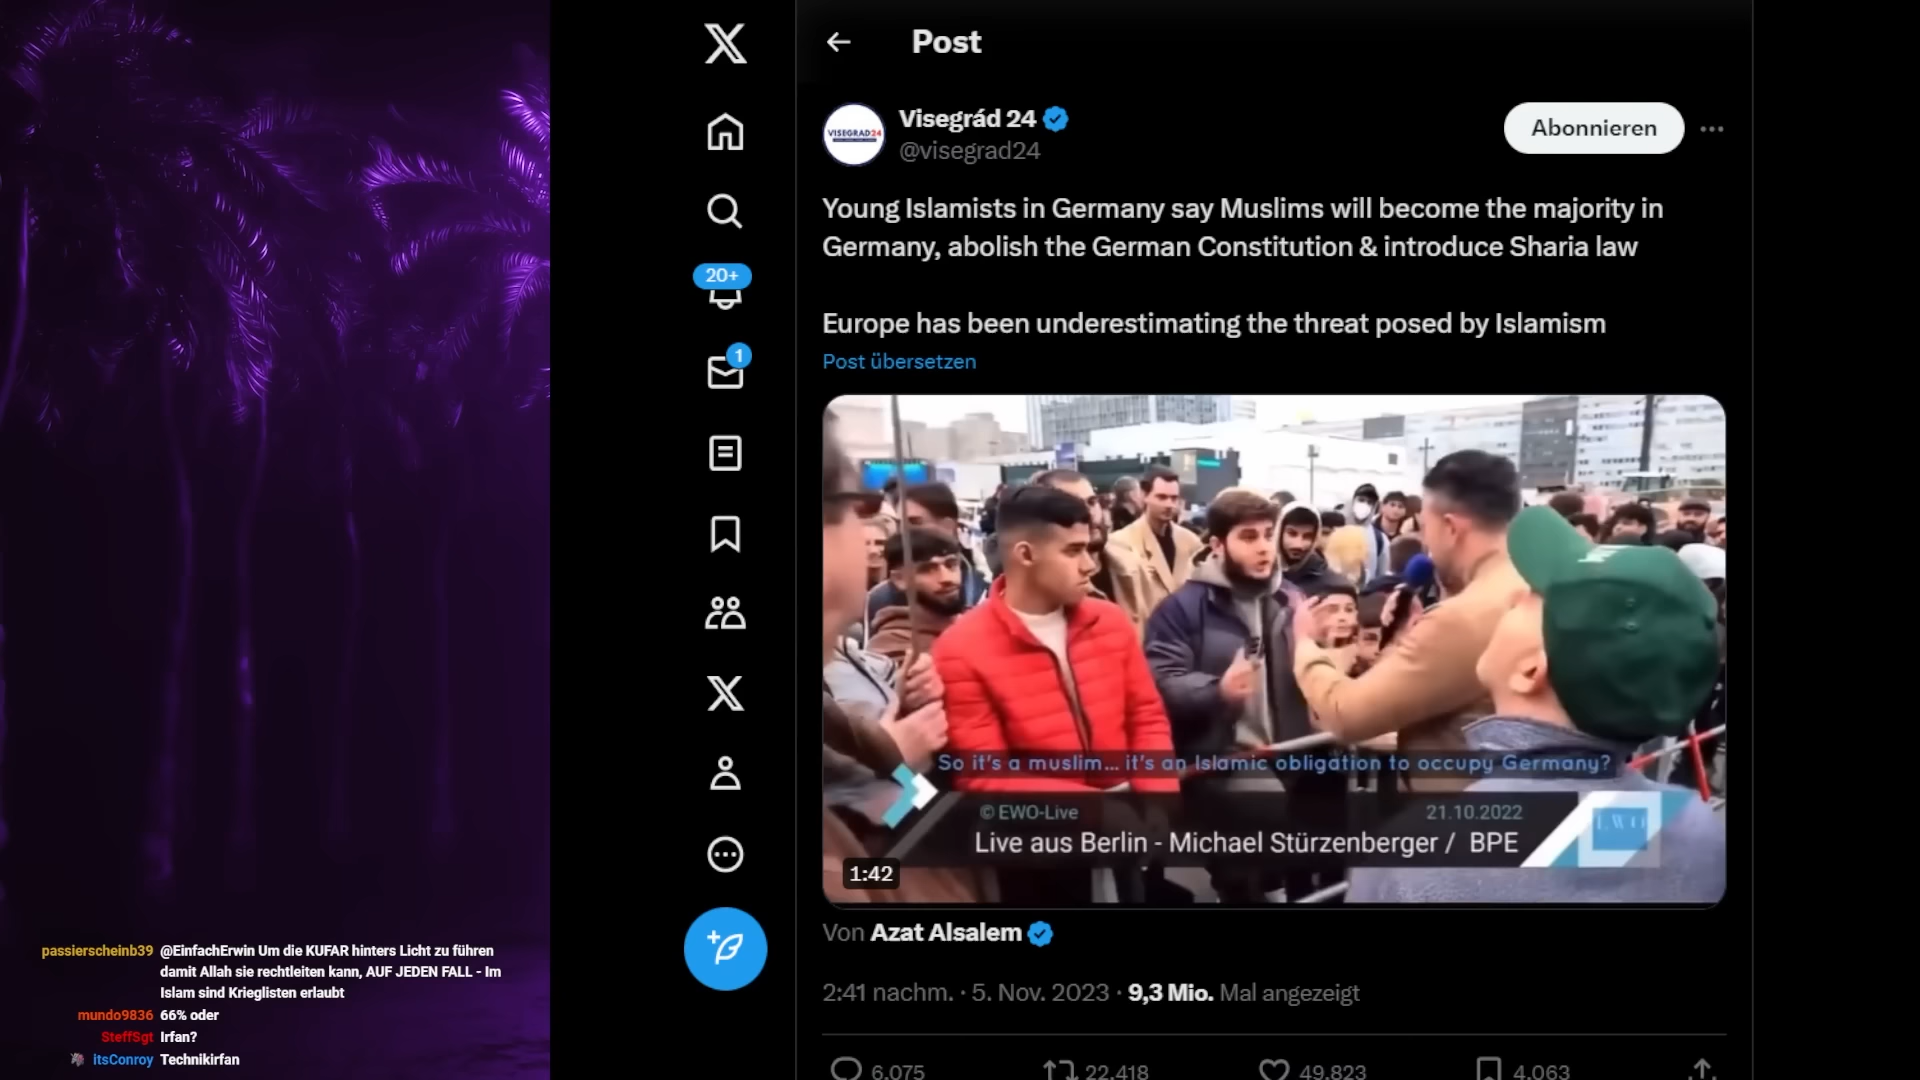 Post
VISEGRAD24
Visegrád 24
@visegrad24
Abonnieren
Young Islamists in Germany say Muslims will become the majority in
Germany, abolish the German Constitution & introduce Sharia law
Europe has been underestimating the threat posed by Islamism
Post übersetzen
20+
1
So it's a muslim... it's an Islamic obligation to occupy Germany?
© EWO-Live
21.10.2022
Live aus Berlin - Michael Stürzenberger / BPE
EWO
1:42
Von Azat Alsalem
2:41 nachm. · 5. Nov. 2023 · 9,3 Mio. Mal angezeigt
6.075
22.418
49.823
4.063
passierscheinb39 @EinfachErwin Um die KUFAR hinters Licht zu führen
damit Allah sie rechtleiten kann, AUF JEDEN FALL - Im
Islam sind Krieglisten erlaubt
mundo9836 66% oder
SteffSgt Irfan?
itsConroy Technikirfan